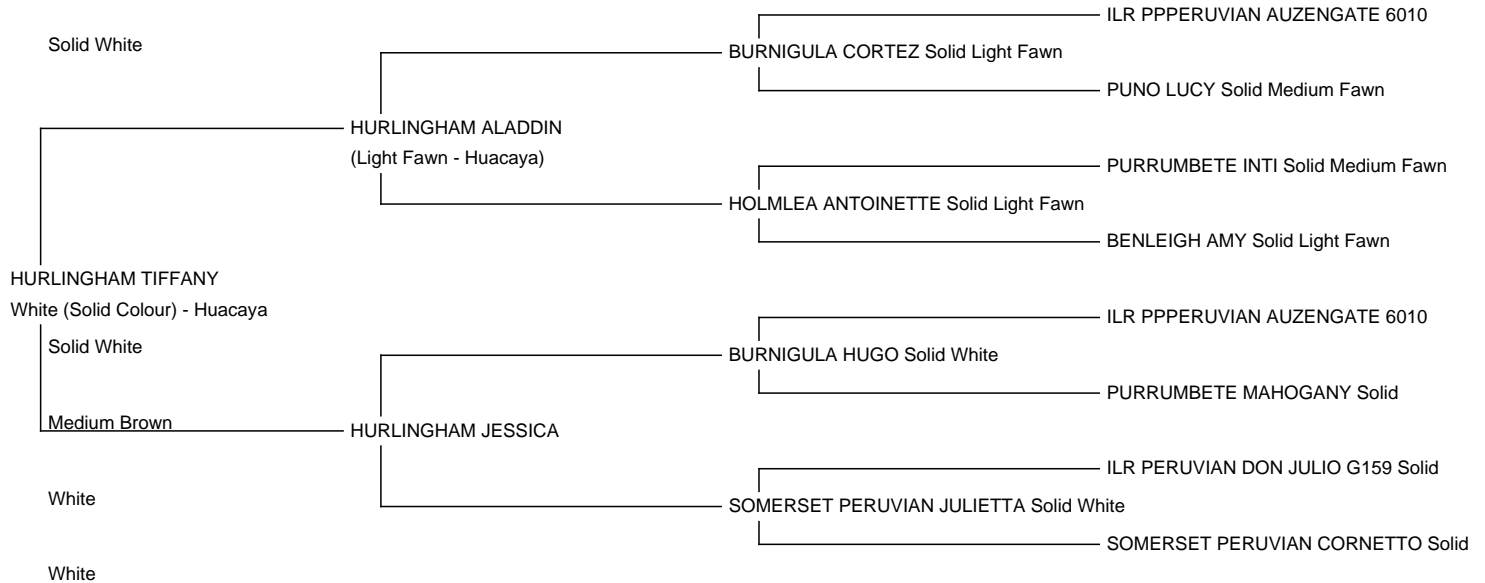 ILR PPPERUVIAN AUZENGATE 6010
Solid White
BURNIGULA CORTEZ Solid Light Fawn
PUNO LUCY Solid Medium Fawn
HURLINGHAM ALADDIN
(Light Fawn - Huacaya)
PURRUMBETE INTI Solid Medium Fawn
HOLMLEA ANTOINETTE Solid Light Fawn
BENLEIGH AMY Solid Light Fawn
HURLINGHAM TIFFANY
White (Solid Colour) - Huacaya
ILR PPPERUVIAN AUZENGATE 6010
Solid White
BURNIGULA HUGO Solid White
PURRUMBETE MAHOGANY Solid
Medium Brown
HURLINGHAM JESSICA
ILR PERUVIAN DON JULIO G159 Solid
White
SOMERSET PERUVIAN JULIETTA Solid White
SOMERSET PERUVIAN CORNETTO Solid
White